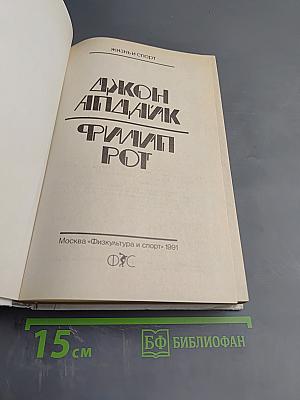 ЖИЗНЬ И СПОРТ
ДЖОН
АПДАЙК
ФИЛИП
РОТ
Москва «Физкультура и спорт» 1991
ФиС
15 см
БФ БИБЛИОФАН